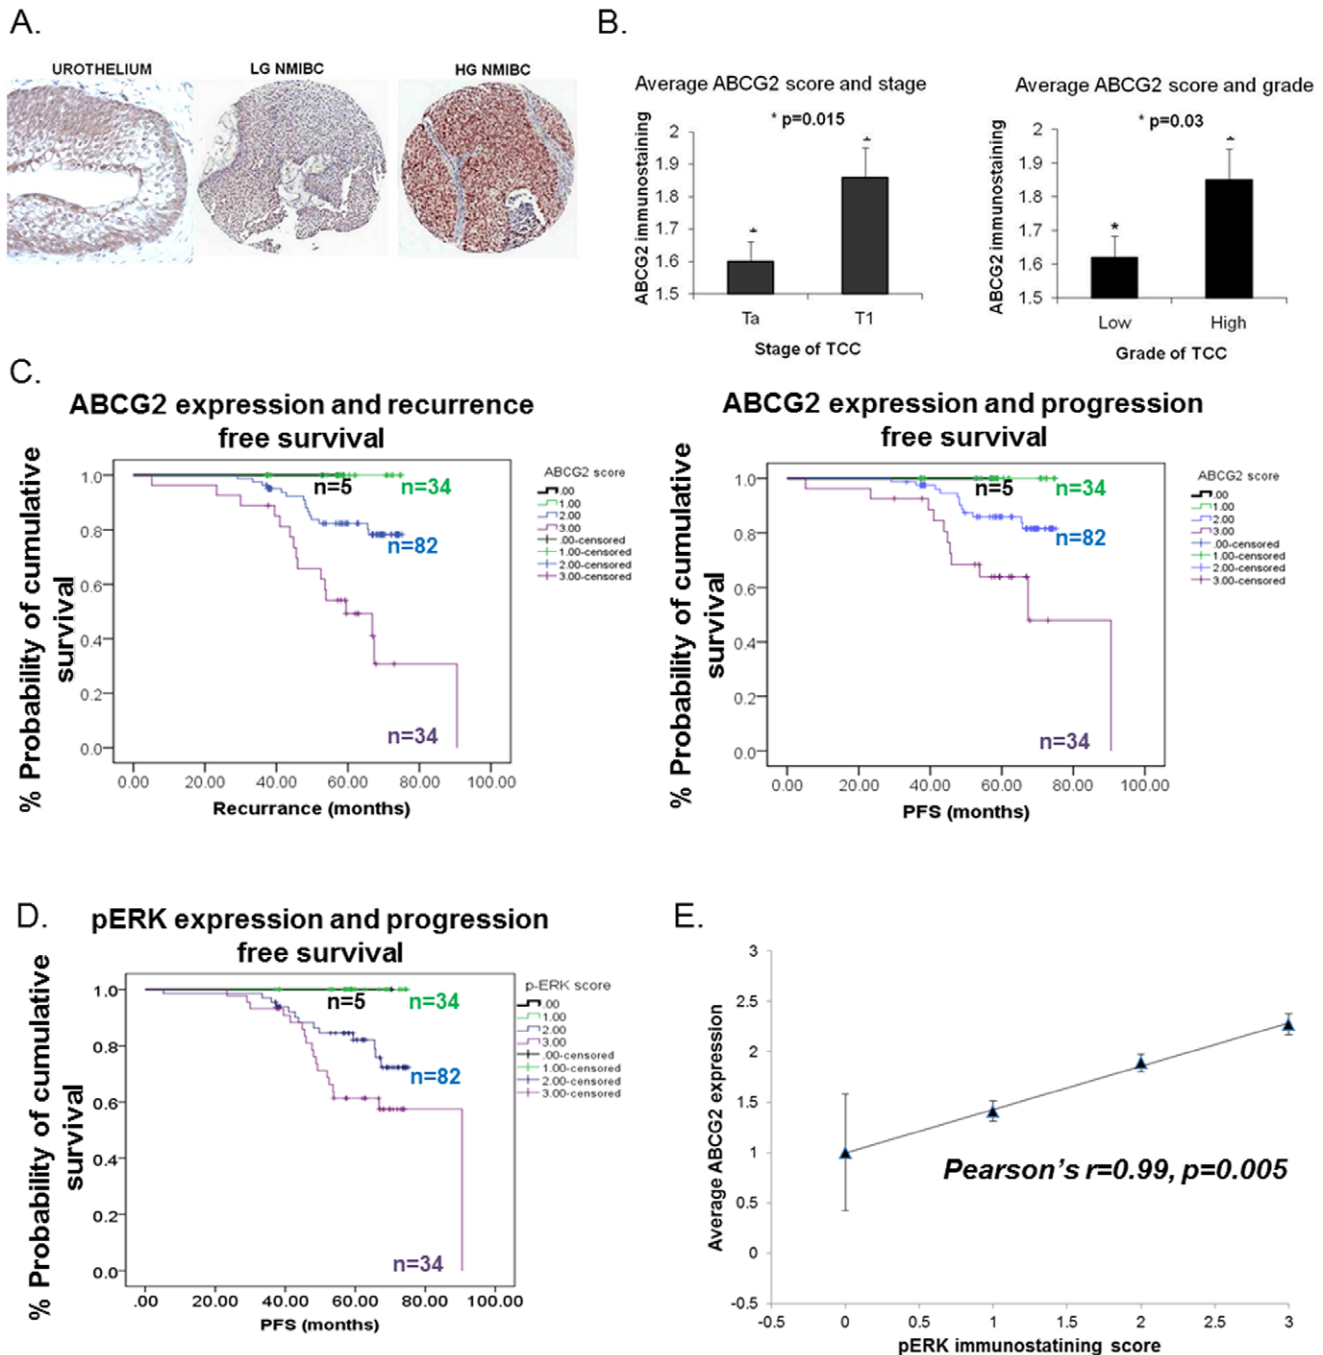 A.
UROTHELIUM
LG NMIBC
HG NMIBC
B.
Average ABCG2 score and stage
* p=0.015
ABCG2 immunostaining
2
1.9
1.8
1.7
1.6
1.5
*
*
Ta
T1
Stage of TCC
Average ABCG2 score and grade
* p=0.03
ABCG2 immunostaining
2
1.9
1.8
1.7
1.6
1.5
*
*
Low
High
Grade of TCC
C.
ABCG2 expression and recurrence
free survival
% Probability of cumulative
survival
1.0
0.8
0.6
0.4
0.2
0.0
n=5
n=34
n=82
n=34
0.00 20.00 40.00 60.00 80.00 100.00
Recurrance (months)
ABCG2 score
.00
1.00
2.00
3.00
.00-censored
1.00-censored
2.00-censored
3.00-censored
ABCG2 expression and progression
free survival
% Probability of cumulative
survival
1.0
0.8
0.6
0.4
0.2
0.0
n=5
n=34
n=82
n=34
0.00 20.00 40.00 60.00 80.00 100.00
PFS (months)
ABCG2 score
.00
1.00
2.00
3.00
.00-censored
1.00-censored
2.00-censored
3.00-censored
D.
pERK expression and progression
free survival
% Probability of cumulative
survival
1.0
0.8
0.6
0.4
0.2
0.0
n=5
n=34
n=82
n=34
.00 20.00 40.00 60.00 80.00 100.00
PFS (months)
p-ERK score
.00
1.00
2.00
3.00
.00-censored
1.00-censored
2.00-censored
3.00-censored
E.
Average ABCG2 expression
3
2.5
2
1.5
1
0.5
0
-0.5
Pearson's r=0.99, p=0.005
-0.5 0 0.5 1 1.5 2 2.5 3
pERK immunostatining score